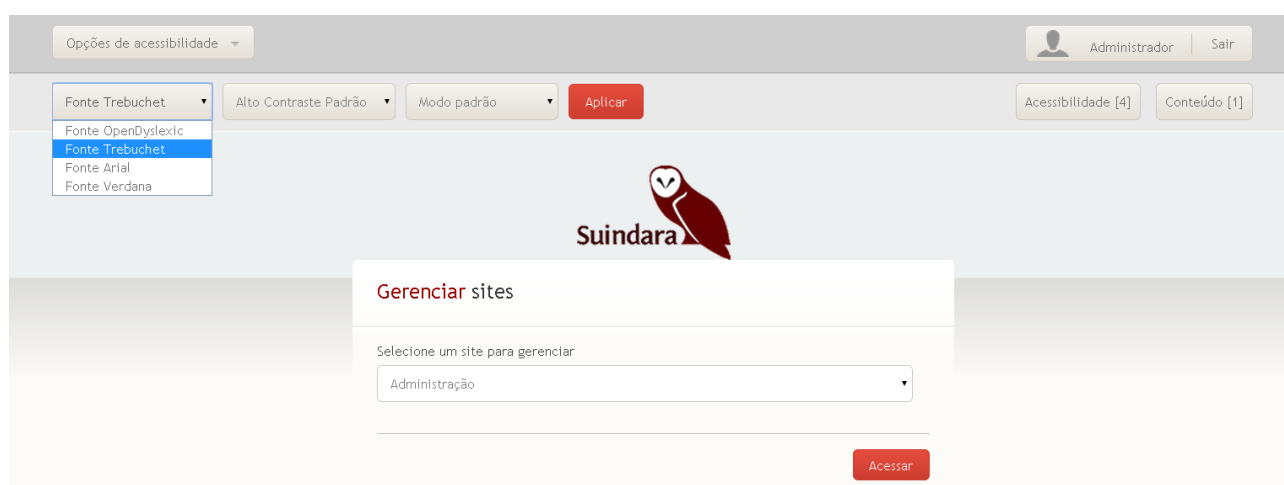 Opções de acessibilidade
Administrador Sair
Fonte Trebuchet Alto Contraste Padrão Modo padrão Aplicar Acessibilidade [4] Conteúdo [1]
Fonte OpenDyslexic
Fonte Trebuchet
Fonte Arial
Fonte Verdana
Suindara
Gerenciar sites
Selecione um site para gerenciar
Administração
Acessar